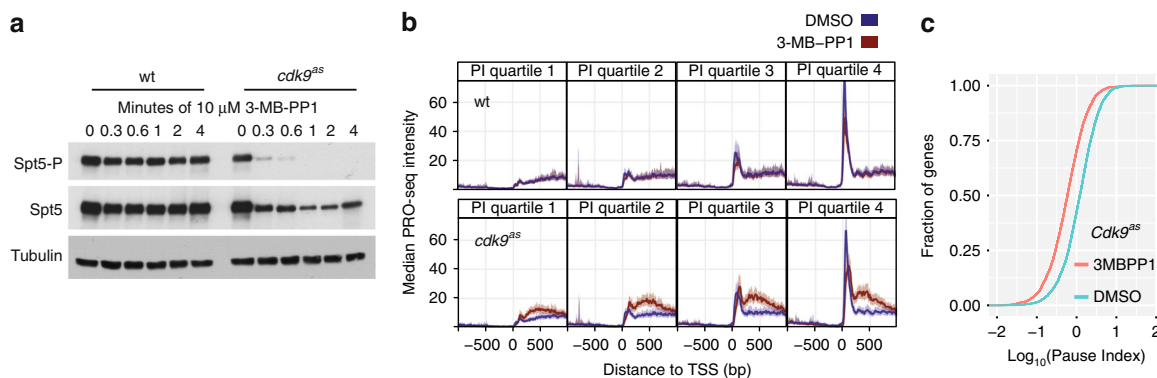 a
wt cdk9as
Minutes of 10 μM 3-MB-PP1
0 0.3 0.6 1 2 4 0 0.3 0.6 1 2 4
Spt5-P
Spt5
Tubulin
b
DMSO
3-MB–PP1
PI quartile 1 PI quartile 2 PI quartile 3 PI quartile 4
wt
60
40
20
PI quartile 1 PI quartile 2 PI quartile 3 PI quartile 4
cdk9as
60
40
20
−500 0 500 −500 0 500 −500 0 500 −500 0 500
Median PRO-seq intensity
Distance to TSS (bp)
c
1.00
0.75
0.50
0.25
0.00
Fraction of genes
Cdk9as
3MBPP1
DMSO
−2 −1 0 1 2
Log10(Pause Index)